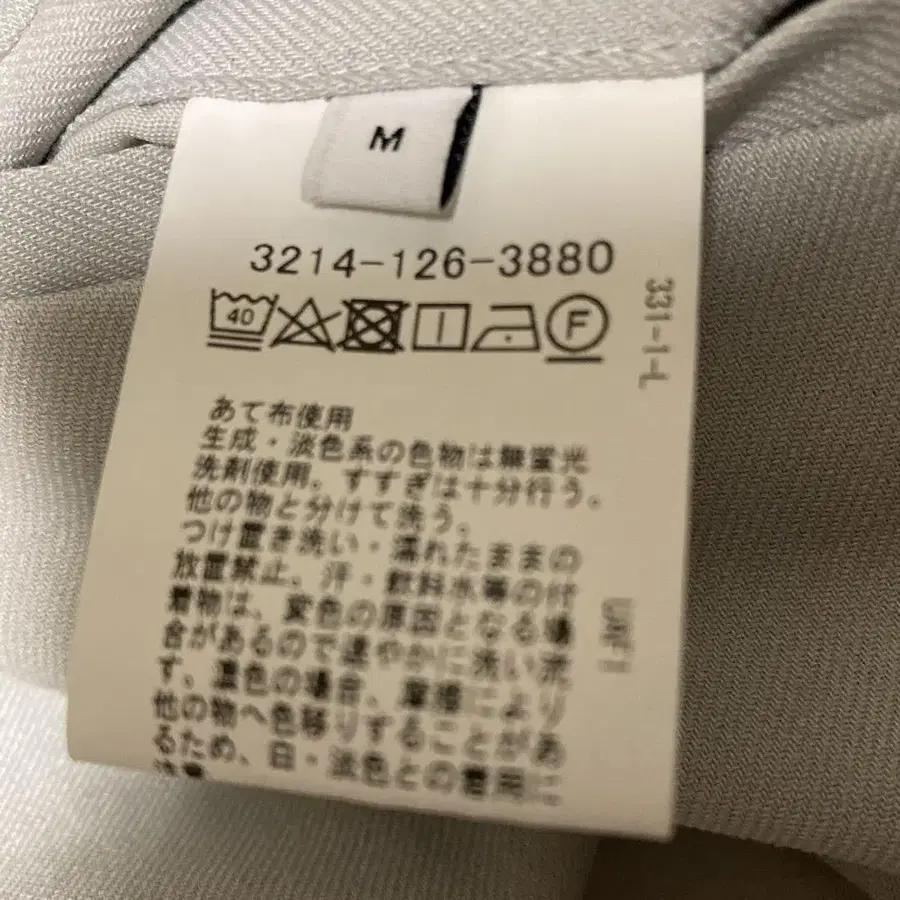 M
3214-126-3880
40
F
331-1-L
あて布使用
生成・淡色系の色物は無蛍光
洗剤使用。すすぎは十分行う。
他の物と分けて洗う。
つけ置き洗い・濡れたままの
放置禁止。汗・飲料水等の付
着物は、変色の原因となる場
合があるので速やかに洗い流
す。濃色の場合、摩擦により
他の物へ色移りすることがあ
るため、白・淡色との着用に
注意